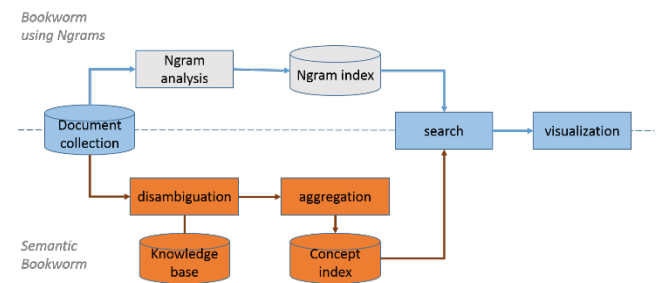 Bookworm
using Ngrams
Ngram
analysis
Ngram index
Document
collection
search
visualization
disambiguation
aggregation
Semantic
Bookworm
Knowledge
base
Concept
index